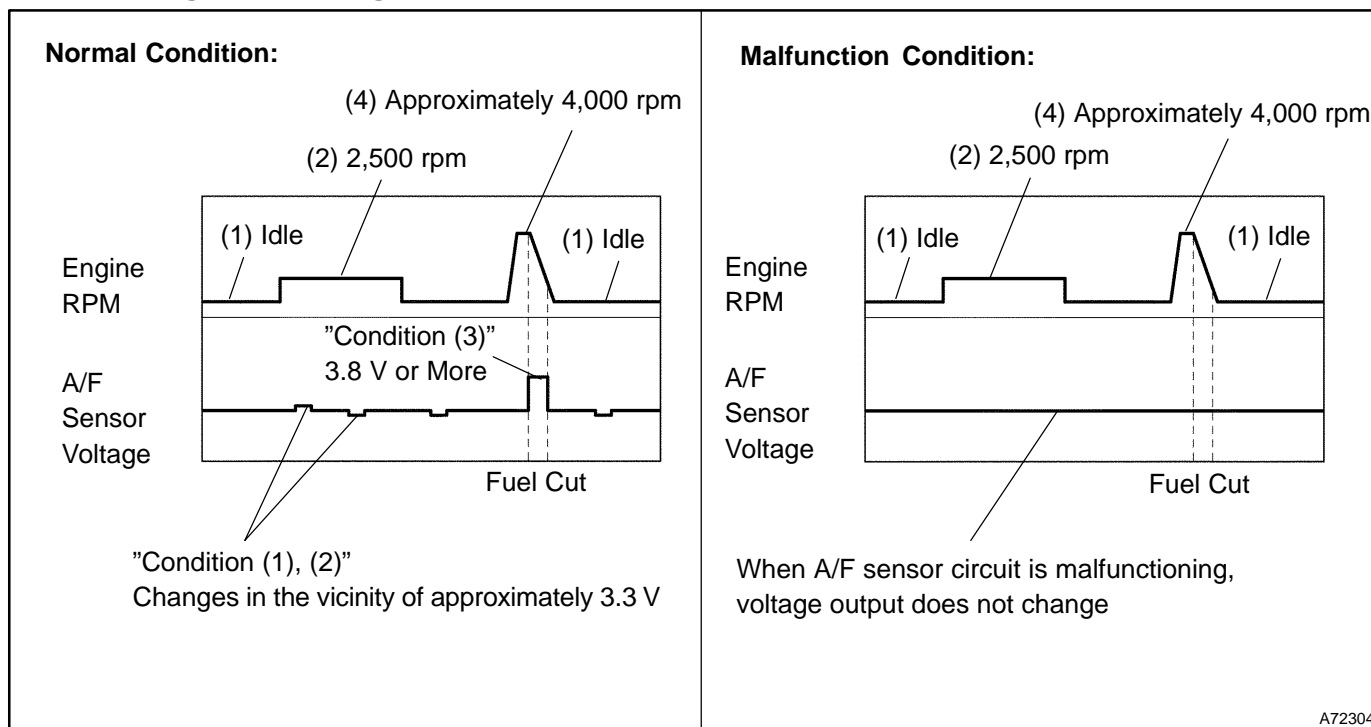 Normal Condition:
(4) Approximately 4,000 rpm
(2) 2,500 rpm
(1) Idle
(1) Idle
Engine
RPM
”Condition (3)”
3.8 V or More
A/F
Sensor
Voltage
Fuel Cut
”Condition (1), (2)”
Changes in the vicinity of approximately 3.3 V
Malfunction Condition:
(4) Approximately 4,000 rpm
(2) 2,500 rpm
(1) Idle
(1) Idle
Engine
RPM
A/F
Sensor
Voltage
Fuel Cut
When A/F sensor circuit is malfunctioning,
voltage output does not change
A72304